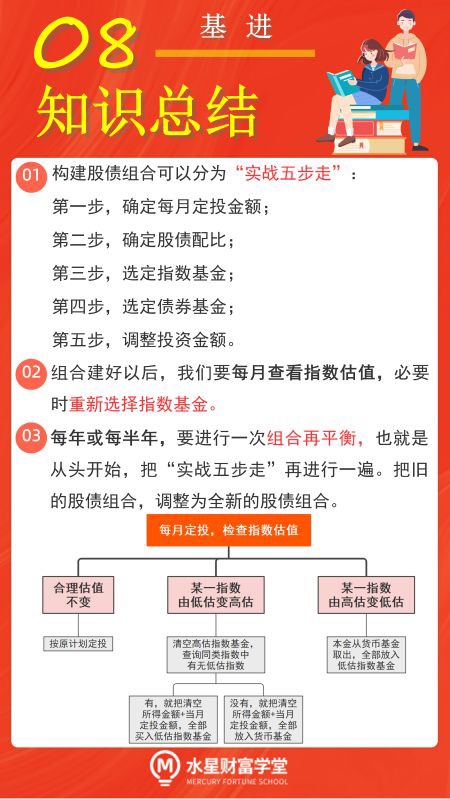 08
基 进
知识总结
01 构建股债组合可以分为“实战五步走”：
第一步，确定每月定投金额；
第二步，确定股债配比；
第三步，选定指数基金；
第四步，选定债券基金；
第五步，调整投资金额。
02 组合建好以后，我们要每月查看指数估值，必要
时重新选择指数基金。
03 每年或每半年，要进行一次组合再平衡，也就是
从头开始，把“实战五步走”再进行一遍。把旧
的股债组合，调整为全新的股债组合。
每月定投，检查指数估值
合理估值
不变
某一指数
由低估变高估
某一指数
由高估变低估
按原计划定投
清空高估指数基金，
查询同类指数中
有无低估指数
本金从货币基金
取出，全部放入
低估指数基金
有，就把清空
所得金额+当月
定投金额，全部
买入低估指数基金
没有，就把清空
所得金额+当月
定投金额，全部
放入货币基金
水星财富学堂
MERCURY FORTUNE SCHOOL